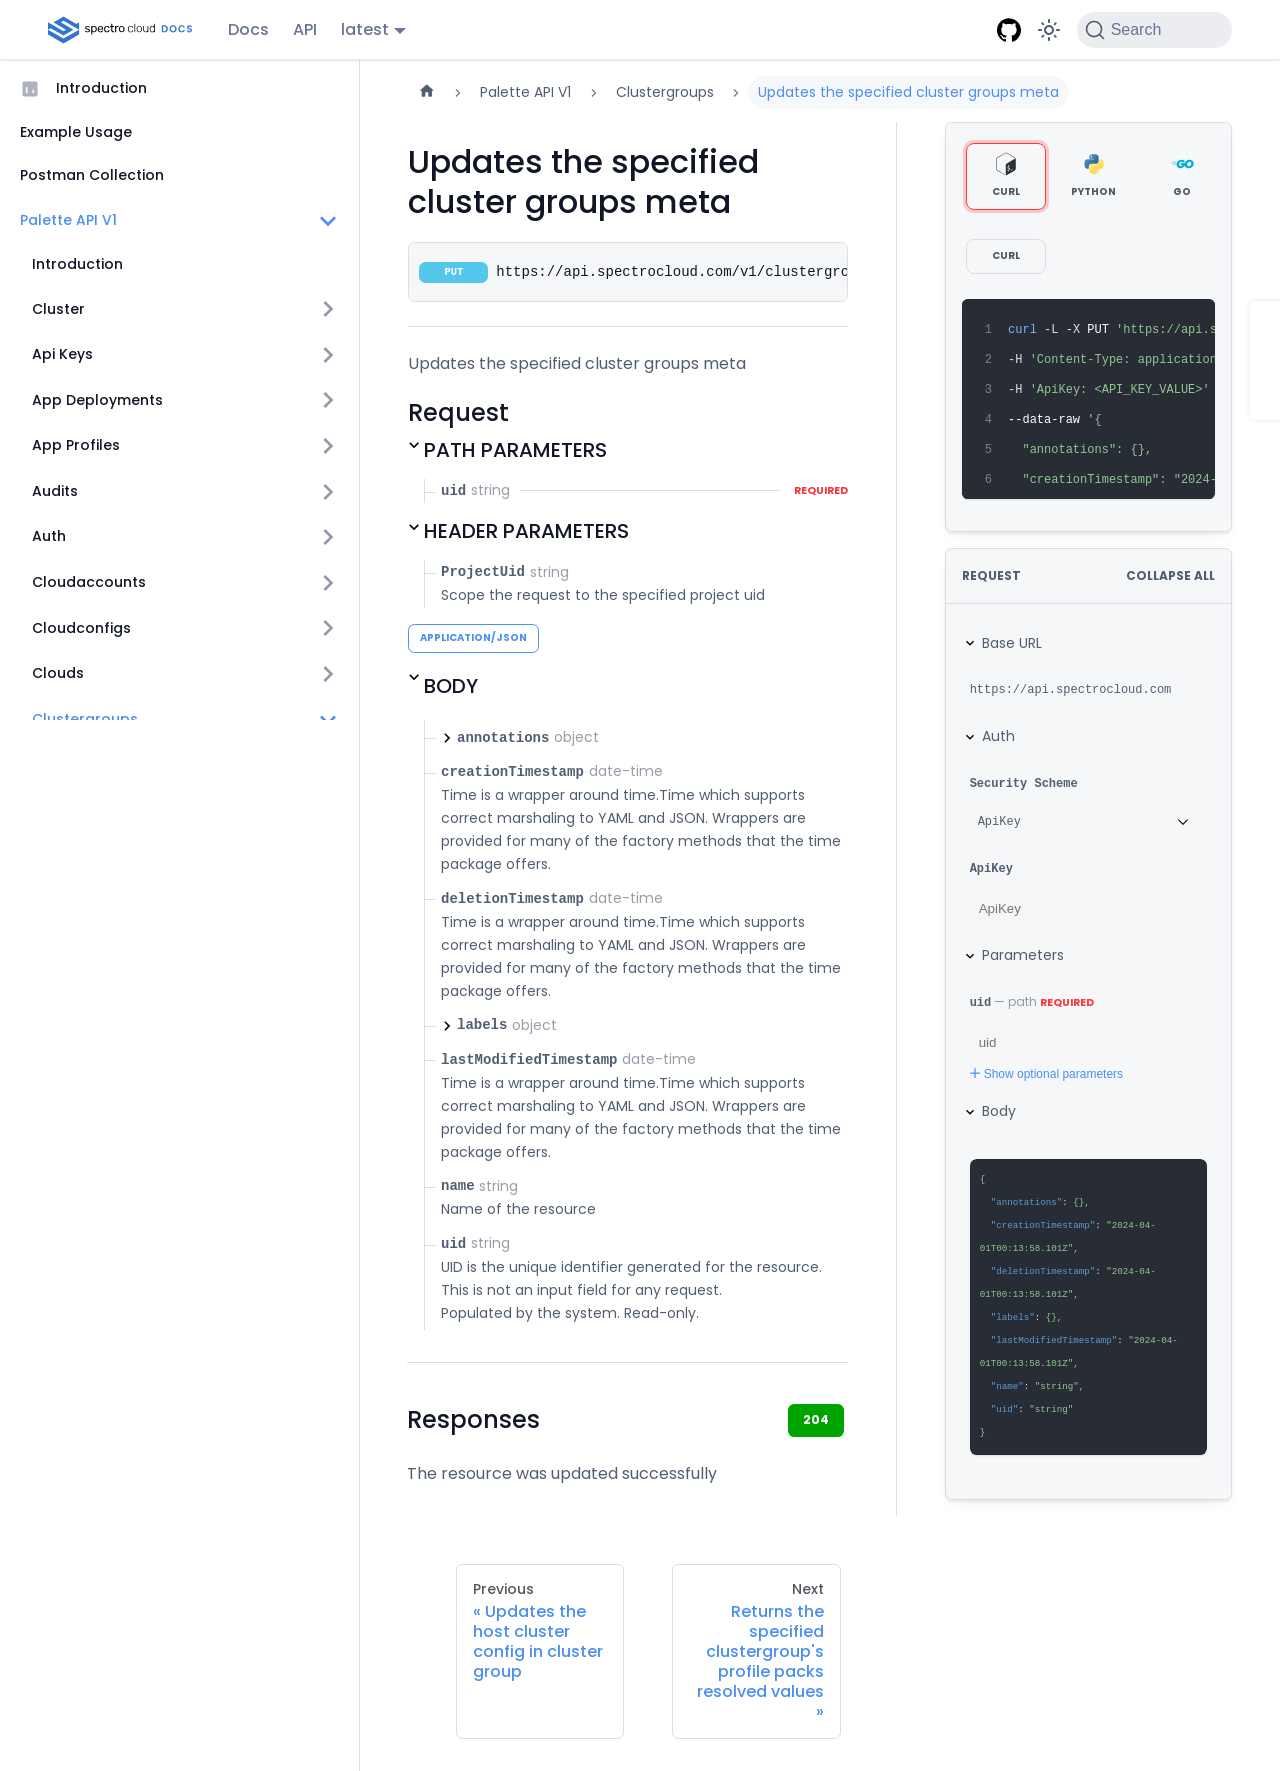 spectro cloud DOCS
Docs
API
latest
Search
Introduction
Example Usage
Postman Collection
Palette API V1
Introduction
Cluster
Api Keys
App Deployments
App Profiles
Audits
Auth
Cloudaccounts
Cloudconfigs
Clouds
Clustergroups
Palette API V1
Clustergroups
Updates the specified cluster groups meta
Updates the specified
cluster groups meta
PUT https://api.spectrocloud.com/v1/clustergro
Updates the specified cluster groups meta
Request
PATH PARAMETERS
uid string REQUIRED
HEADER PARAMETERS
ProjectUid string
Scope the request to the specified project uid
APPLICATION/JSON
BODY
annotations object
creationTimestamp date-time
Time is a wrapper around time.Time which supports
correct marshaling to YAML and JSON. Wrappers are
provided for many of the factory methods that the time
package offers.
deletionTimestamp date-time
Time is a wrapper around time.Time which supports
correct marshaling to YAML and JSON. Wrappers are
provided for many of the factory methods that the time
package offers.
labels object
lastModifiedTimestamp date-time
Time is a wrapper around time.Time which supports
correct marshaling to YAML and JSON. Wrappers are
provided for many of the factory methods that the time
package offers.
name string
Name of the resource
uid string
UID is the unique identifier generated for the resource.
This is not an input field for any request.
Populated by the system. Read-only.
Responses
204
The resource was updated successfully
Previous
« Updates the
host cluster
config in cluster
group
Next
Returns the
specified
clustergroup's
profile packs
resolved values
»
CURL
PYTHON
GO
CURL
1 curl -L -X PUT 'https://api.s
2 -H 'Content-Type: application
3 -H 'ApiKey: <API_KEY_VALUE>'
4 --data-raw '{
5 "annotations": {},
6 "creationTimestamp": "2024-
REQUEST
COLLAPSE ALL
Base URL
https://api.spectrocloud.com
Auth
Security Scheme
ApiKey
ApiKey
ApiKey
Parameters
uid — path REQUIRED
uid
Show optional parameters
Body
{
"annotations": {},
"creationTimestamp": "2024-04-
01T00:13:58.101Z",
"deletionTimestamp": "2024-04-
01T00:13:58.101Z",
"labels": {},
"lastModifiedTimestamp": "2024-04-
01T00:13:58.101Z",
"name": "string",
"uid": "string"
}